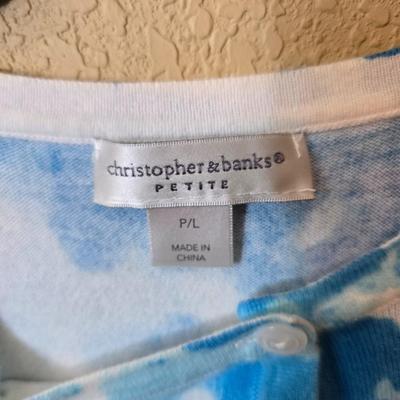 christopher&banks®
PETITE
P/L
MADE IN
CHINA